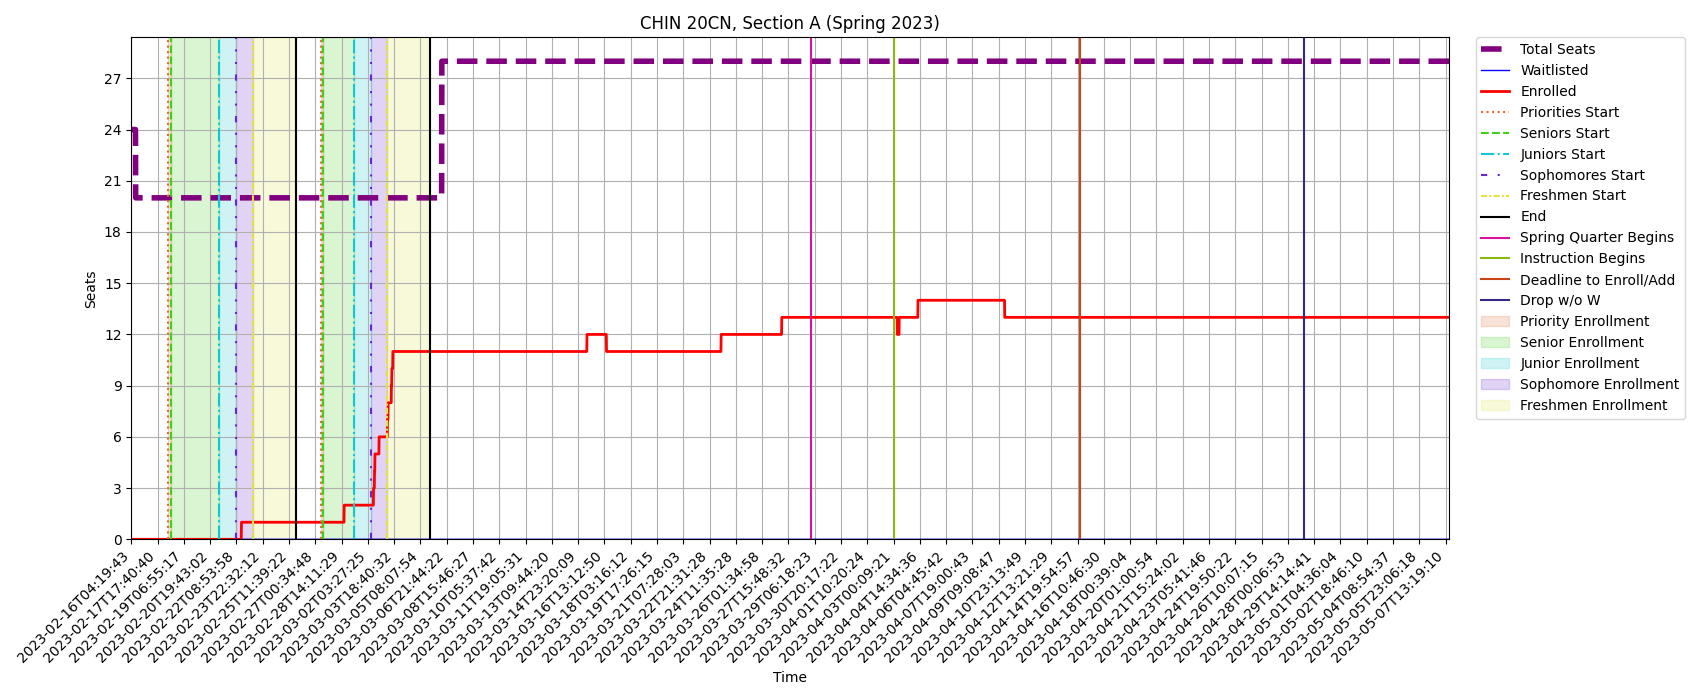 CHIN 20CN, Section A (Spring 2023)
Seats
27
24
21
18
15
12
9
6
3
0
2023-02-16T04:19:43
2023-02-17T17:40:40
2023-02-19T06:55:17
2023-02-20T19:43:02
2023-02-22T08:53:58
2023-02-23T22:32:12
2023-02-25T11:39:22
2023-02-27T00:34:48
2023-02-28T14:11:29
2023-03-02T03:27:25
2023-03-03T18:40:32
2023-03-05T08:07:54
2023-03-06T21:44:22
2023-03-08T15:46:27
2023-03-10T05:37:42
2023-03-11T19:05:31
2023-03-13T09:44:20
2023-03-14T23:20:09
2023-03-16T13:12:50
2023-03-18T03:16:12
2023-03-19T17:26:15
2023-03-21T07:28:03
2023-03-22T21:31:28
2023-03-24T11:35:28
2023-03-26T01:34:58
2023-03-27T15:48:32
2023-03-29T06:18:23
2023-03-30T20:17:22
2023-04-01T10:20:24
2023-04-03T00:09:21
2023-04-04T14:34:36
2023-04-06T04:45:42
2023-04-07T19:00:43
2023-04-09T09:08:47
2023-04-10T23:13:49
2023-04-12T13:21:29
2023-04-14T19:54:57
2023-04-16T10:46:30
2023-04-18T00:39:04
2023-04-20T01:00:54
2023-04-21T15:24:02
2023-04-23T05:41:46
2023-04-24T19:50:22
2023-04-26T10:07:15
2023-04-28T00:06:53
2023-04-29T14:14:41
2023-05-01T04:36:04
2023-05-02T18:46:10
2023-05-04T08:54:37
2023-05-05T23:06:18
2023-05-07T13:19:10
Time
Total Seats
Waitlisted
Enrolled
Priorities Start
Seniors Start
Juniors Start
Sophomores Start
Freshmen Start
End
Spring Quarter Begins
Instruction Begins
Deadline to Enroll/Add
Drop w/o W
Priority Enrollment
Senior Enrollment
Junior Enrollment
Sophomore Enrollment
Freshmen Enrollment